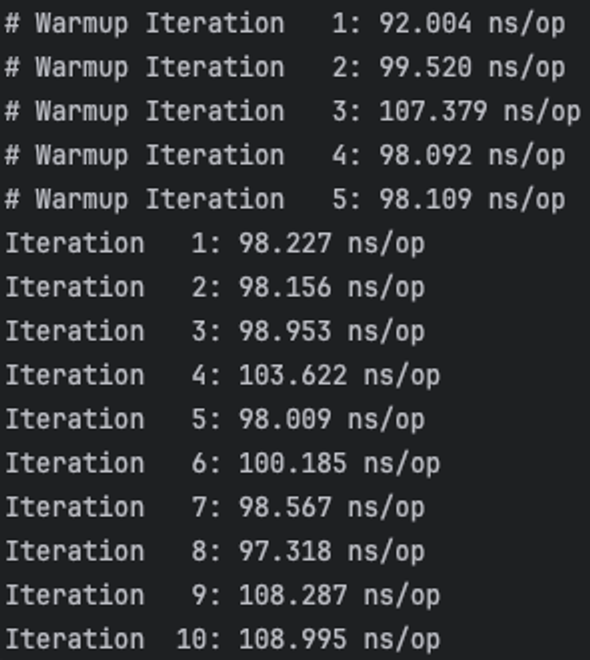 # Warmup Iteration   1: 92.004 ns/op
# Warmup Iteration   2: 99.520 ns/op
# Warmup Iteration   3: 107.379 ns/op
# Warmup Iteration   4: 98.092 ns/op
# Warmup Iteration   5: 98.109 ns/op
Iteration   1: 98.227 ns/op
Iteration   2: 98.156 ns/op
Iteration   3: 98.953 ns/op
Iteration   4: 103.622 ns/op
Iteration   5: 98.009 ns/op
Iteration   6: 100.185 ns/op
Iteration   7: 98.567 ns/op
Iteration   8: 97.318 ns/op
Iteration   9: 108.287 ns/op
Iteration  10: 108.995 ns/op